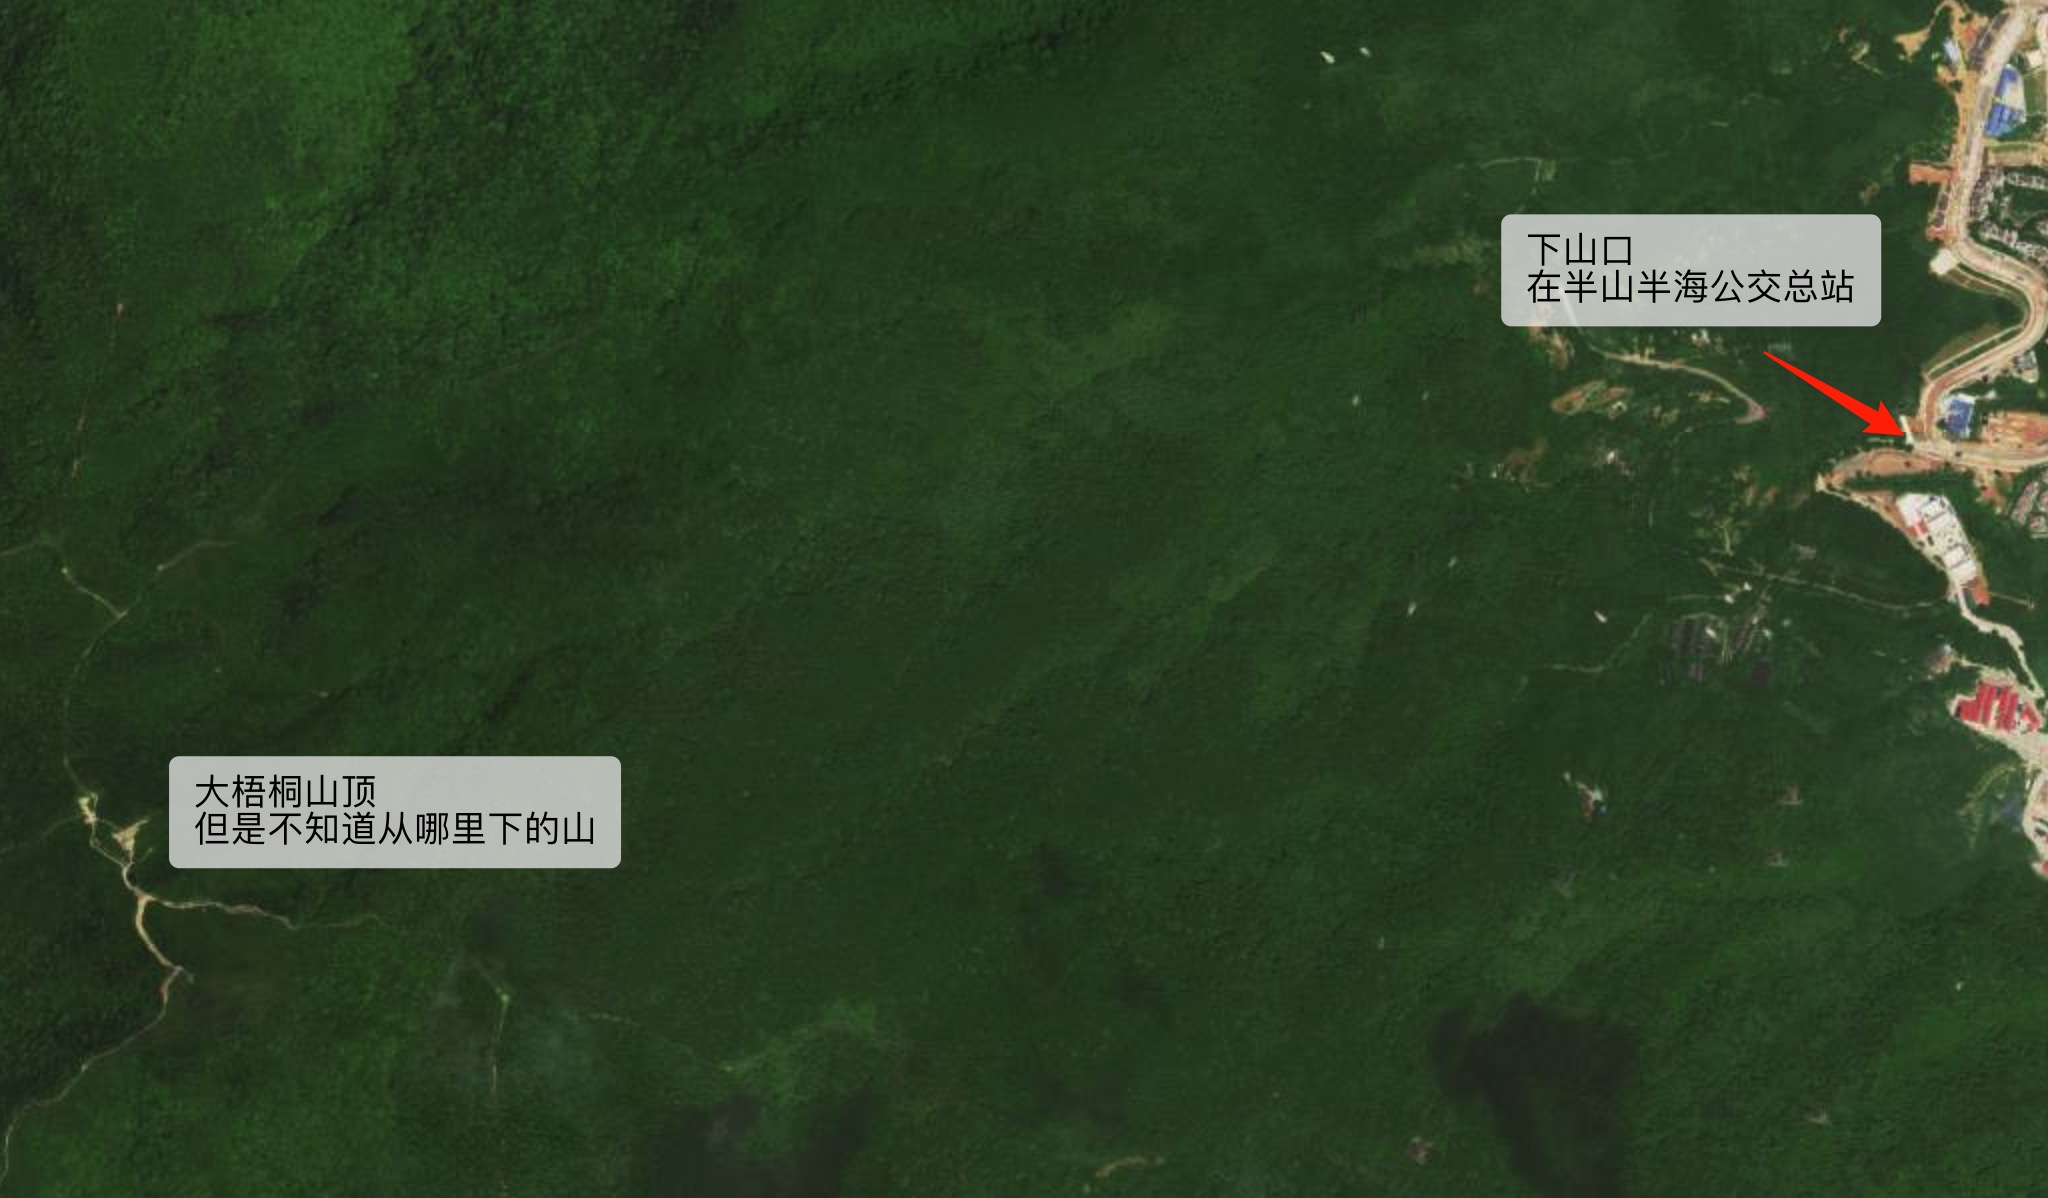 下山口
在半山半海公交总站
大梧桐山顶
但是不知道从哪里下的山